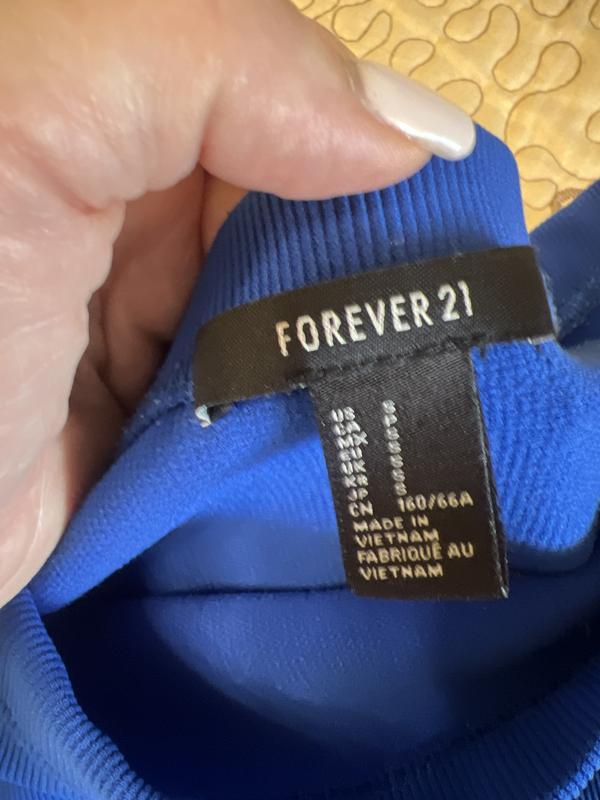 FOREVER 21
US S
CA P
MX S
EU S
UK S
KR S
JP S
CN 160/66A
MADE IN
VIETNAM
FABRIQUÉ AU
VIETNAM